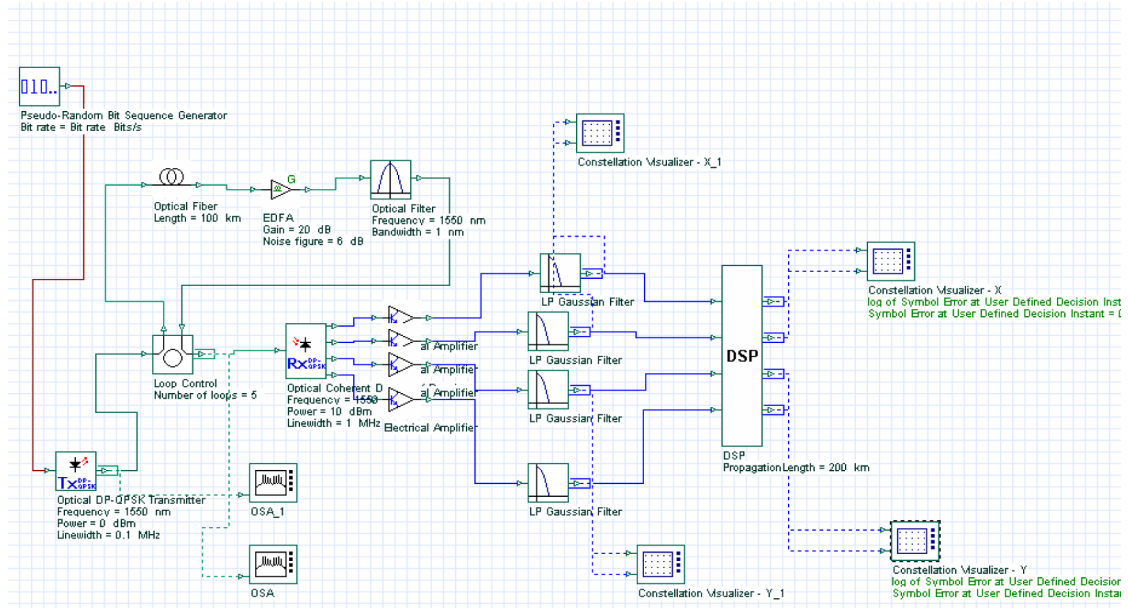 010..
Pseudo-Random Bit Sequence Generator
Bit rate = Bit rate Bits/s
Constellation Visualizer - X_1
G
Optical Fiber
Length = 100 km
EDFA
Gain = 20 dB
Noise figure = 6 dB
Optical Filter
Frequency = 1550 nm
Bandwidth = 1 nm
Constellation Visualizer - X
log of Symbol Error at User Defined Decision Inst
Symbol Error at User Defined Decision Instant = 0
LP Gaussian Filter
LP Gaussian Filter
LP Gaussian Filter
LP Gaussian Filter
Loop Control
Number of loops = 5
Rx DP-QPSK
Optical Coherent D
Frequency = 1550
Power = 10 dBm
Linewidth = 1 MHz
al Amplifier
al Amplifier
al Amplifier
Electrical Amplifier
DSP
DSP
PropagationLength = 200 km
Tx DP-QPSK
Optical DP-QPSK Transmitter
Frequency = 1550 nm
Power = 0 dBm
Linewidth = 0.1 MHz
OSA_1
OSA
Constellation Visualizer - Y_1
Constellation Visualizer - Y
log of Symbol Error at User Defined Decision
Symbol Error at User Defined Decision Instan